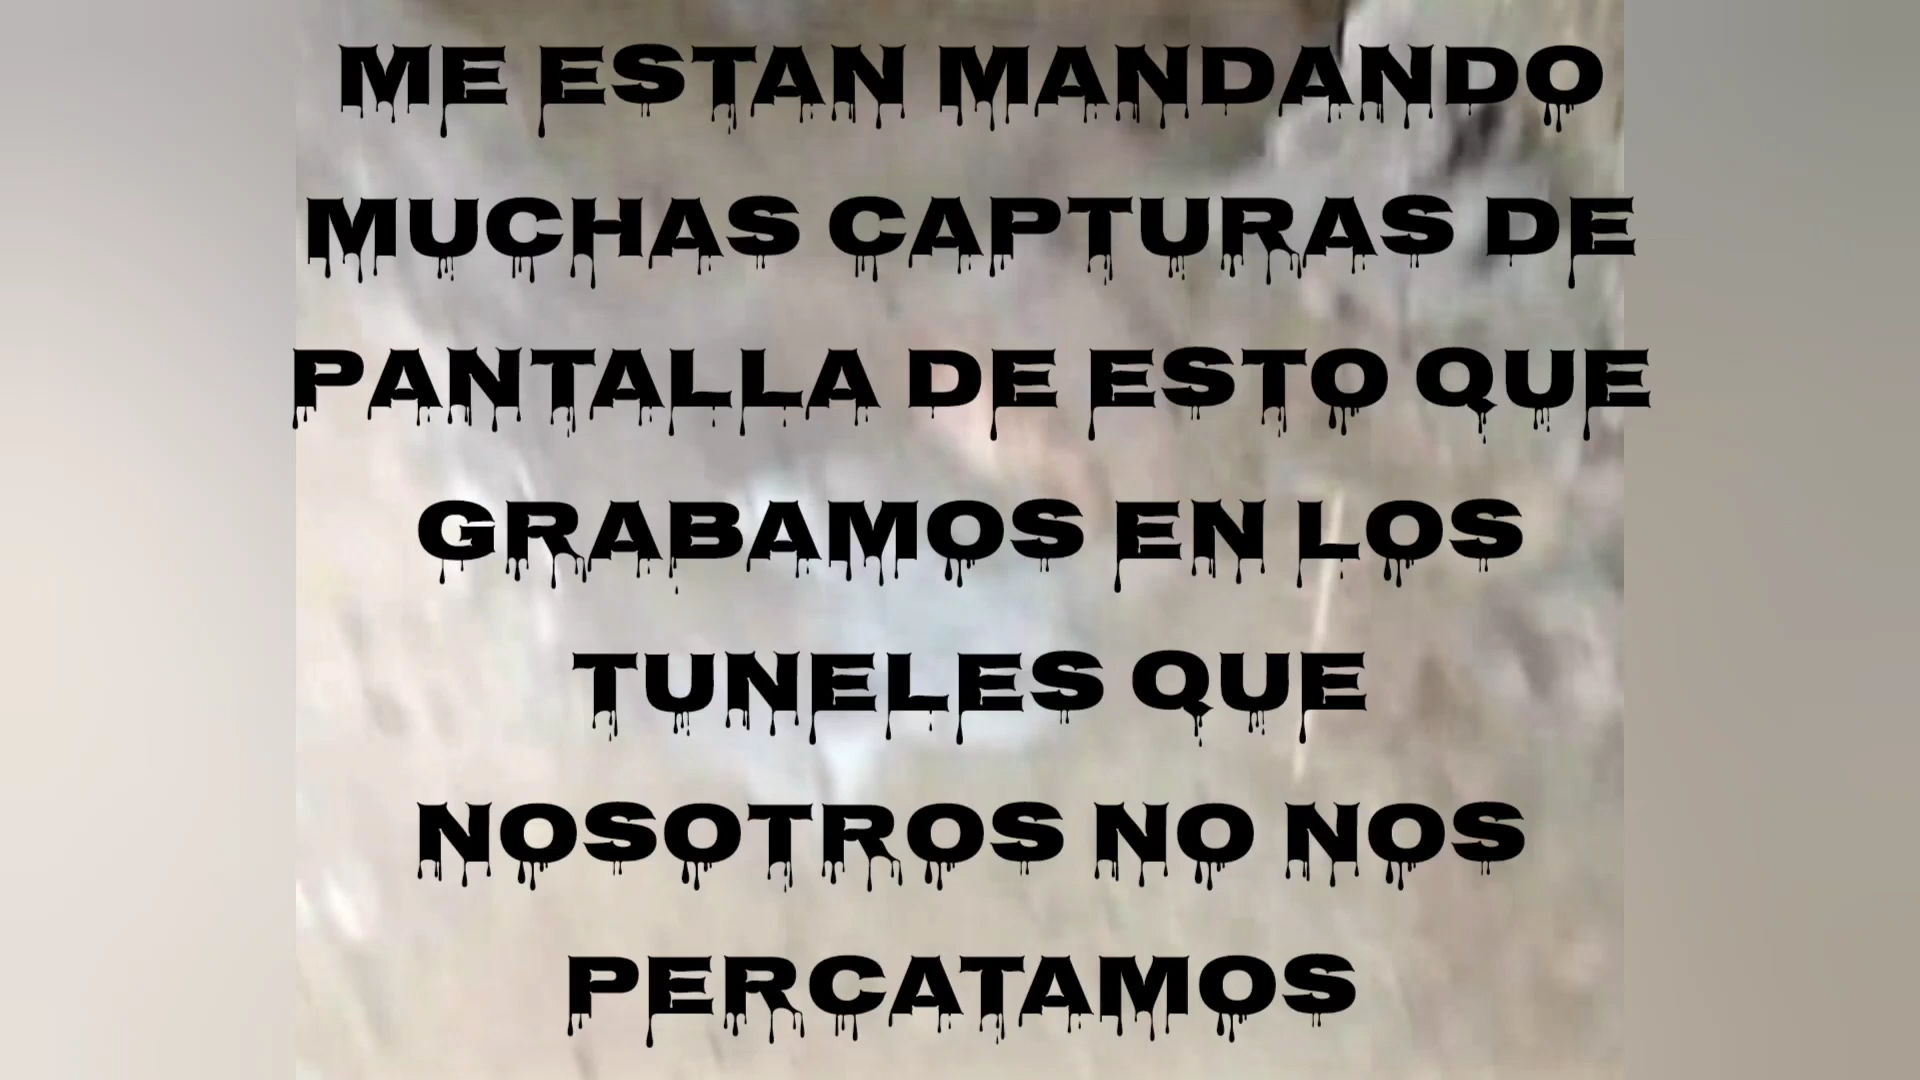 ME ESTAN MANDANDO
MUCHAS CAPTURAS DE
PANTALLA DE ESTO QUE
GRABAMOS EN LOS
TUNELES QUE
NOSOTROS NO NOS
PERCATAMOS